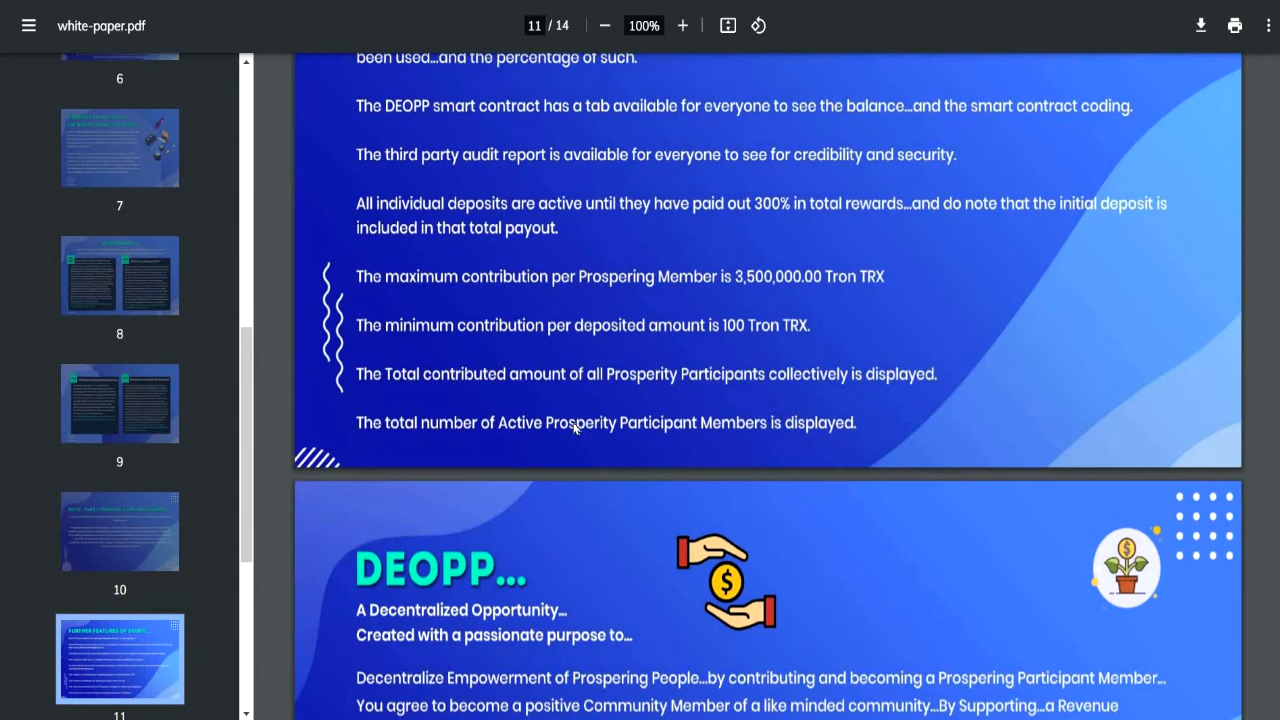 white-paper.pdf
11 / 14
100%
6
7
8
9
10
11
been used...and the percentage of such.
The DEOPP smart contract has a tab available for everyone to see the balance...and the smart contract coding.
The third party audit report is available for everyone to see for credibility and security.
All individual deposits are active until they have paid out 300% in total rewards...and do note that the initial deposit is
included in that total payout.
The maximum contribution per Prospering Member is 3,500,000.00 Tron TRX
The minimum contribution per deposited amount is 100 Tron TRX.
The Total contributed amount of all Prosperity Participants collectively is displayed.
The total number of Active Prosperity Participant Members is displayed.
DEOPP...
A Decentralized Opportunity...
Created with a passionate purpose to...
Decentralize Empowerment of Prospering People...by contributing and becoming a Prospering Participant Member...
You agree to become a positive Community Member of a like minded community...By Supporting...a Revenue